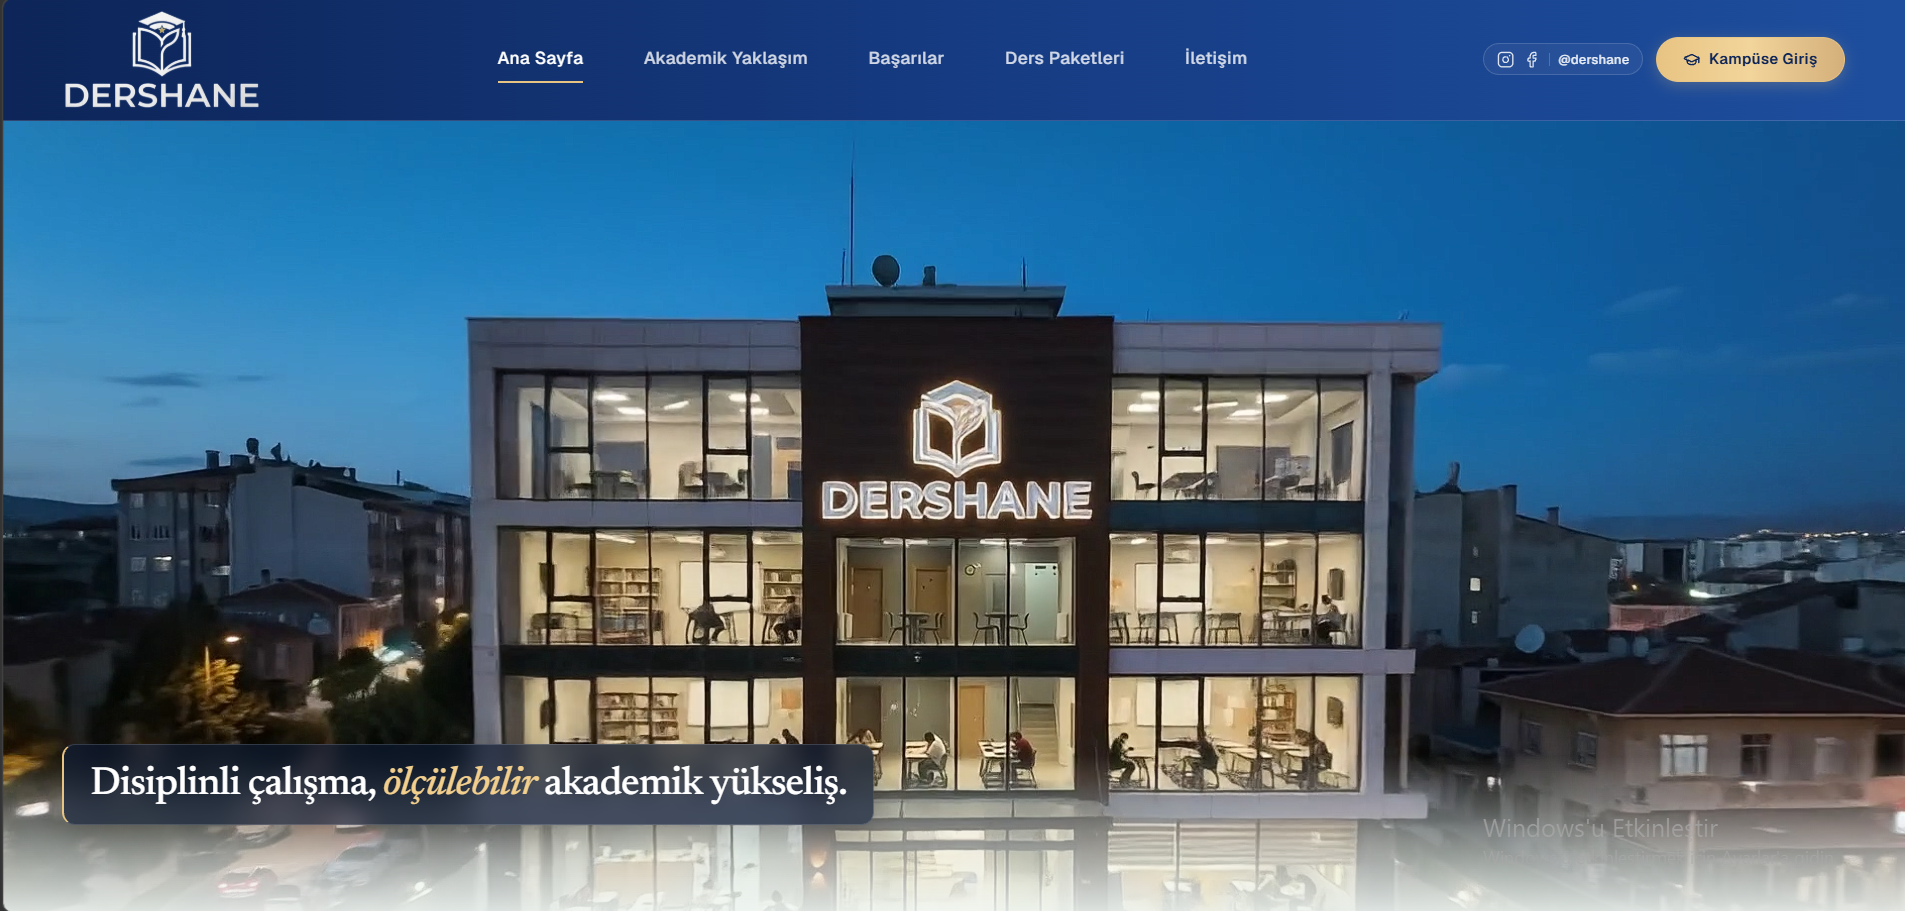 DERSHANE
Ana Sayfa
Akademik Yaklaşım
Başarılar
Ders Paketleri
İletişim
@dershane
Kampüse Giriş
DERSHANE
Disiplinli çalışma, ölçülebilir akademik yükseliş.
Windows'u Etkinleştir